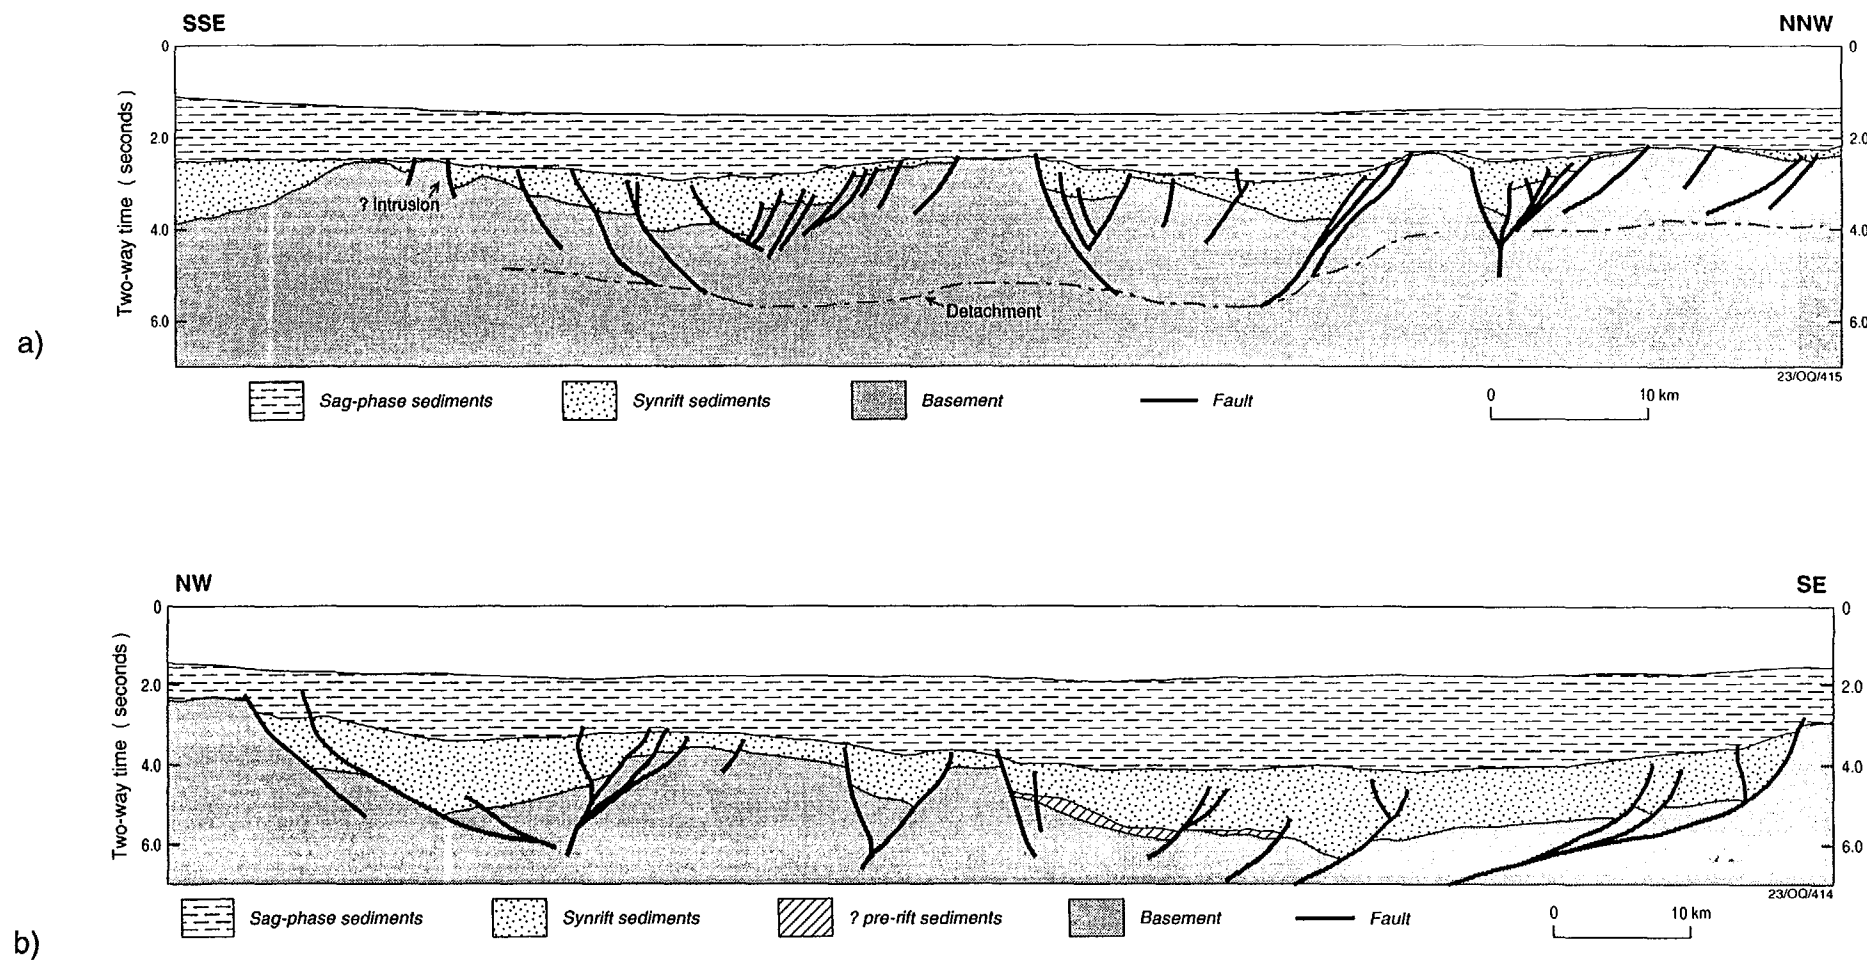 SSE NNW
0 0
2.0 2.0
4.0 4.0
6.0 6.0
Two-way time ( seconds )
? Intrusion
Detachment
a)
23/OQ/415
Sag-phase sediments Synrift sediments Basement Fault
0 10 km
NW SE
0 0
2.0 2.0
4.0 4.0
6.0 6.0
Two-way time ( seconds )
23/OQ/414
Sag-phase sediments Synrift sediments ? pre-rift sediments Basement Fault
0 10 km
b)